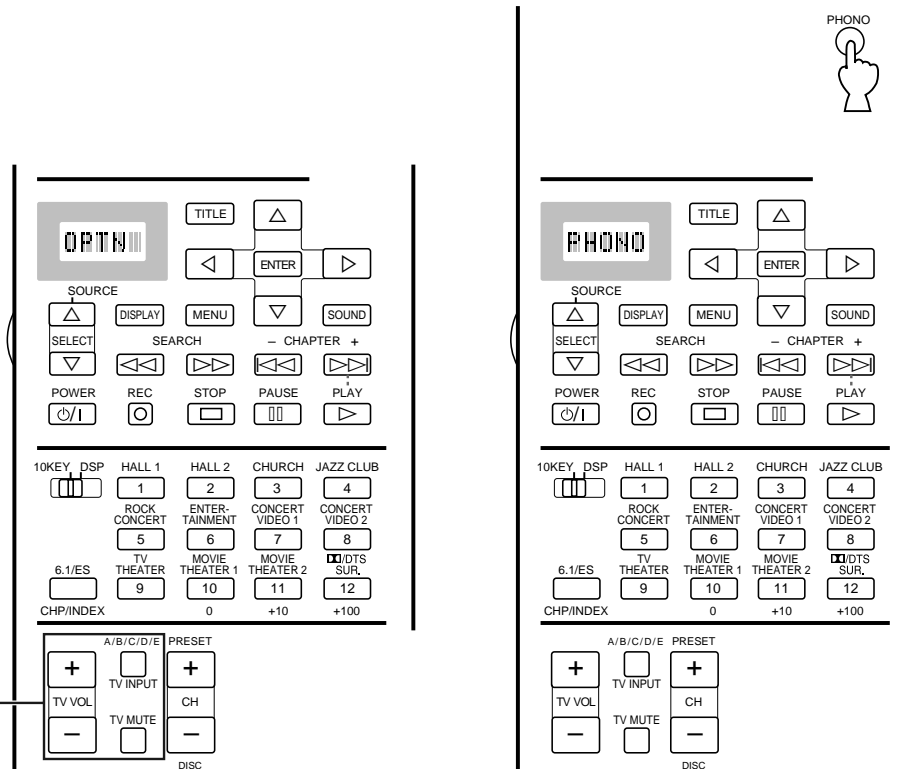 PHONO
OPTN
TITLE
ENTER
SOURCE
DISPLAY
MENU
SOUND
SELECT
SEARCH
– CHAPTER +
POWER
REC
STOP
PAUSE
PLAY
10KEY DSP
HALL 1
HALL 2
CHURCH
JAZZ CLUB
1
2
3
4
ROCK CONCERT
ENTER-TAINMENT
CONCERT VIDEO 1
CONCERT VIDEO 2
5
6
7
8
6.1/ES
TV THEATER
MOVIE THEATER 1
MOVIE THEATER 2
/DTS SUR.
9
10
11
12
CHP/INDEX
0
+10
+100
A/B/C/D/E
PRESET
+
+
TV INPUT
TV VOL
CH
TV MUTE
–
–
DISC
PHONO
TITLE
ENTER
SOURCE
DISPLAY
MENU
SOUND
SELECT
SEARCH
– CHAPTER +
POWER
REC
STOP
PAUSE
PLAY
10KEY DSP
HALL 1
HALL 2
CHURCH
JAZZ CLUB
1
2
3
4
ROCK CONCERT
ENTER-TAINMENT
CONCERT VIDEO 1
CONCERT VIDEO 2
5
6
7
8
6.1/ES
TV THEATER
MOVIE THEATER 1
MOVIE THEATER 2
/DTS SUR.
9
10
11
12
CHP/INDEX
0
+10
+100
A/B/C/D/E
PRESET
+
+
TV INPUT
TV VOL
CH
TV MUTE
–
–
DISC